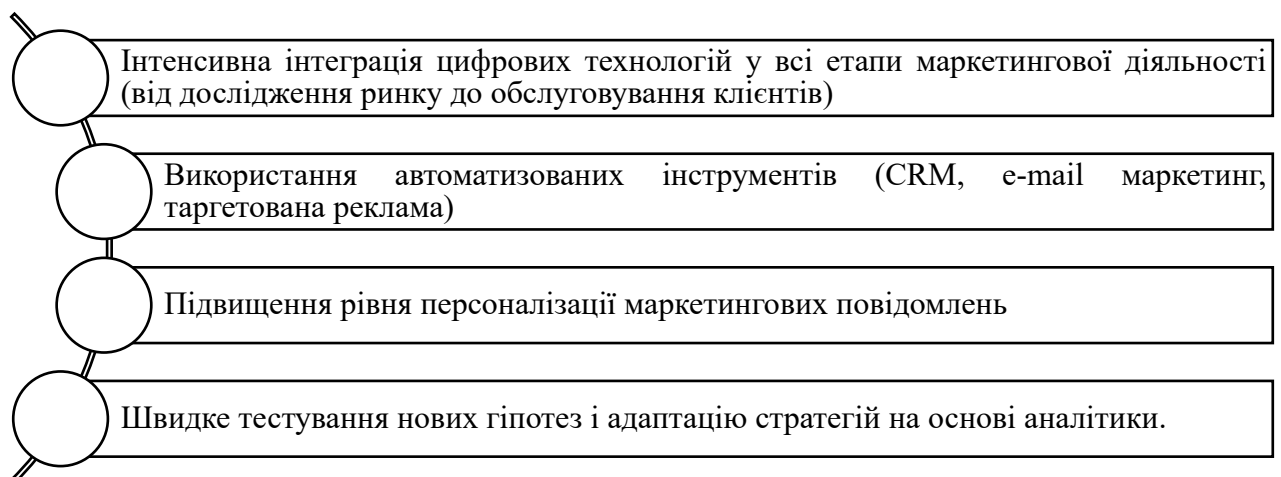 Інтенсивна інтеграція цифрових технологій у всі етапи маркетингової діяльності
(від дослідження ринку до обслуговування клієнтів)
Використання автоматизованих інструментів (CRM, e-mail маркетинг,
таргетована реклама)
Підвищення рівня персоналізації маркетингових повідомлень
Швидке тестування нових гіпотез і адаптацію стратегій на основі аналітики.